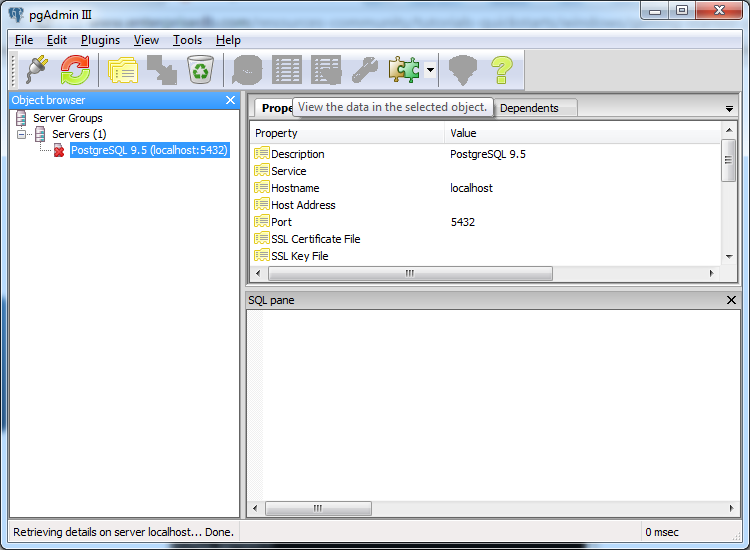 pgAdmin III
File Edit Plugins View Tools Help
Object browser
Server Groups
Servers (1)
PostgreSQL 9.5 (localhost:5432)
View the data in the selected object.
Dependents
Property Value
Description PostgreSQL 9.5
Service
Hostname localhost
Host Address
Port 5432
SSL Certificate File
SSL Key File
SQL pane
Retrieving details on server localhost... Done.
0 msec